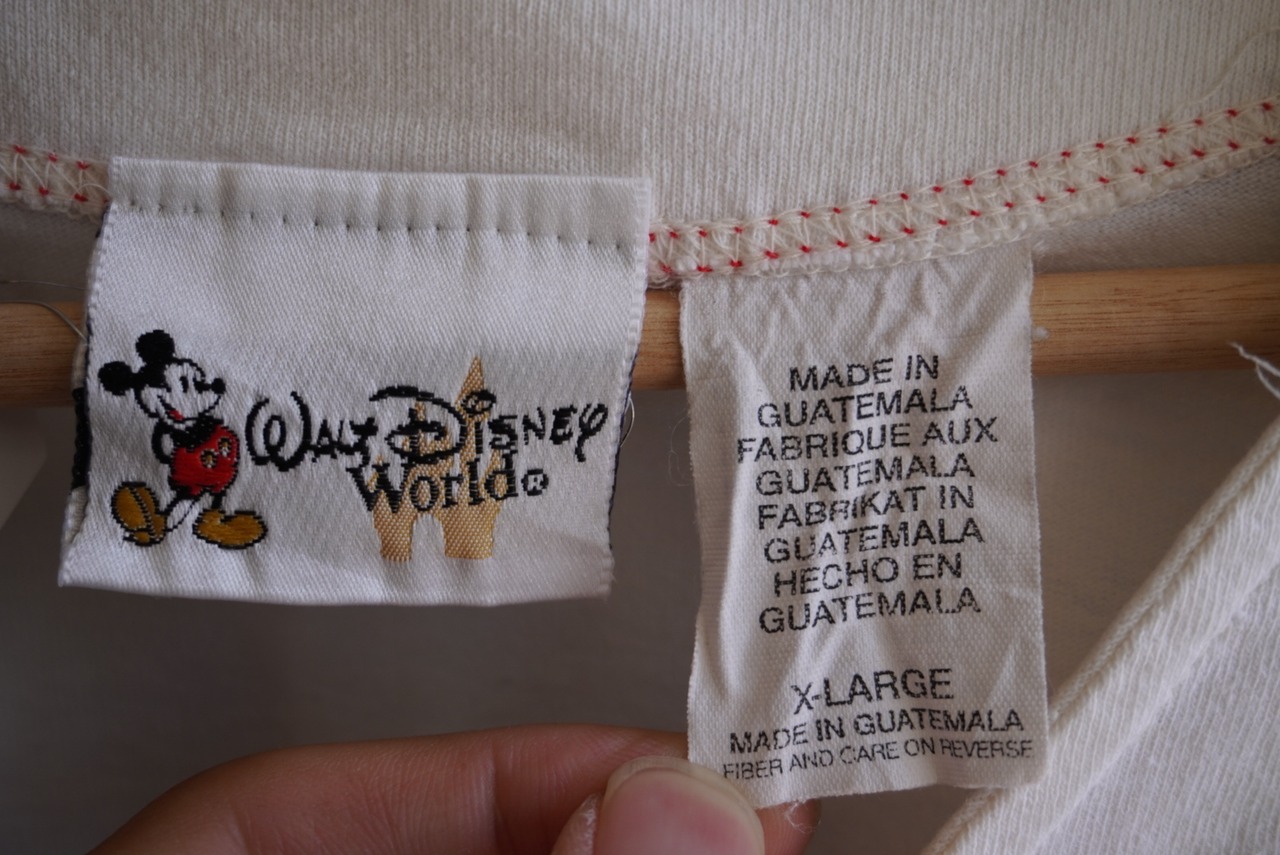 Walt Disney
World®
MADE IN
GUATEMALA
FABRIQUE AUX
GUATEMALA
FABRIKAT IN
GUATEMALA
HECHO EN
GUATEMALA
X-LARGE
MADE IN GUATEMALA
FIBER AND CARE ON REVERSE